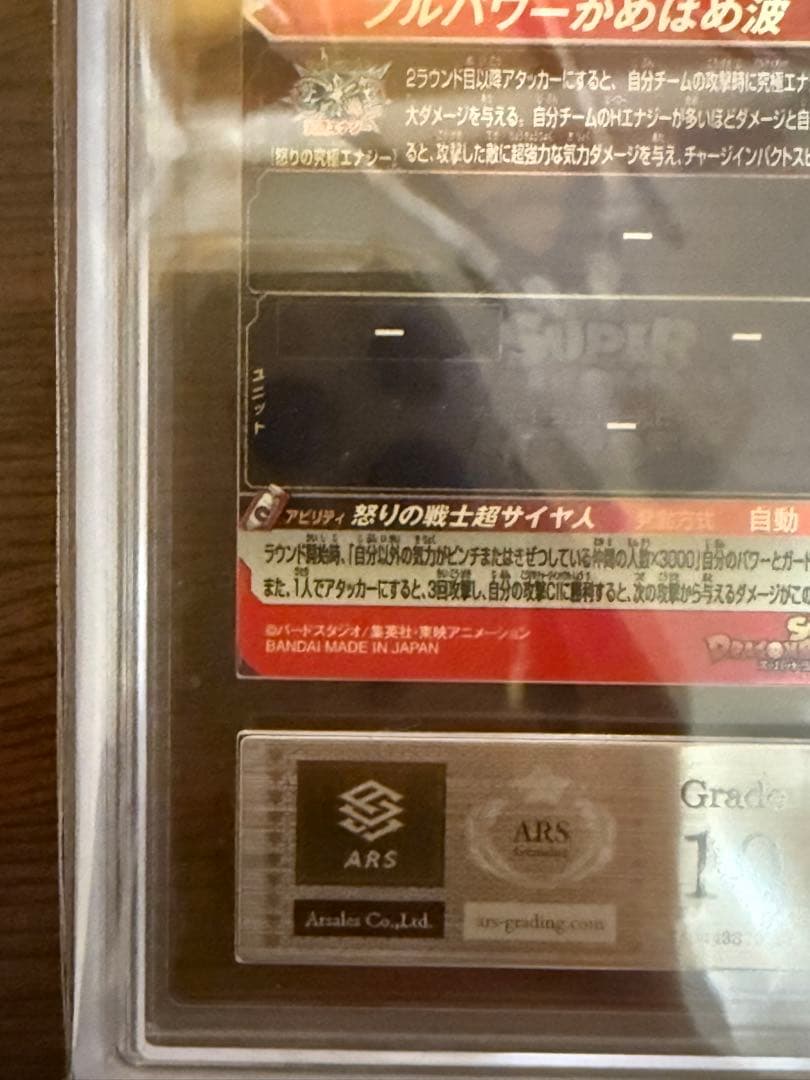 フルパワーかめはめ波
2ラウンド目以降アタッカーにすると、自分チームの攻撃時に究極エナ
大ダメージを与える。自分チームのHエナジーが多いほどダメージと自
[怒りの究極エナジー]
ると、攻撃した敵に超強力な気力ダメージを与え、チャージインパクトスピ
ー
ー
ー
ユニット
ー
アビリティ 怒りの戦士超サイヤ人 発動方式 自動
ラウンド開始時、「自分以外の気力がピンチまたはきぜつしている仲間の人数×3000」自分のパワーとガード
また、1人でアタッカーにすると、3回攻撃し、自分の攻撃CIに勝利すると、次の攻撃から与えるダメージがこの
©バードスタジオ/集英社・東映アニメーション
BANDAI MADE IN JAPAN
ARS
Arsales Co.,Ltd.
ARS
Grading
ars-grading.com
Grade
10